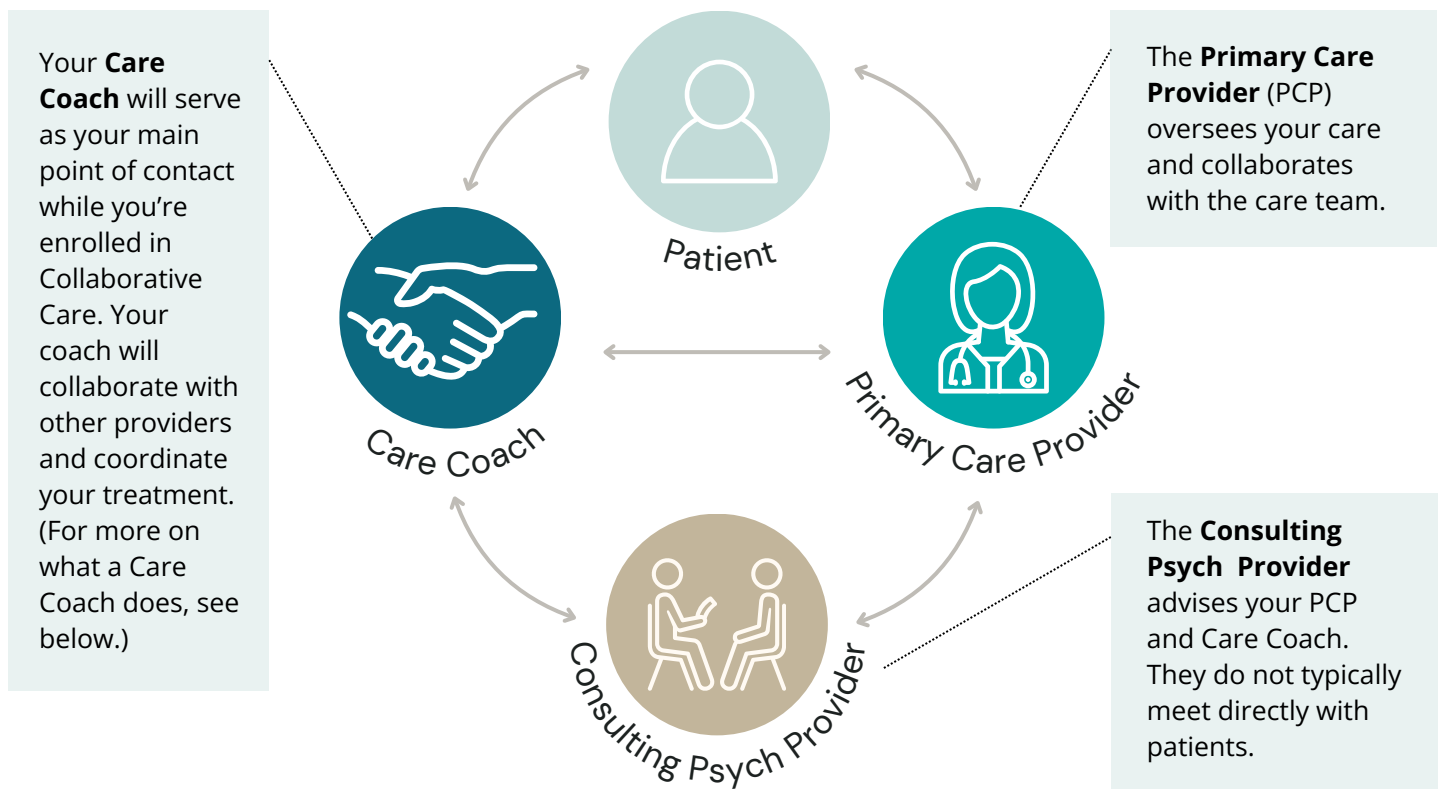 Your Care
Coach will serve
as your main
point of contact
while you’re
enrolled in
Collaborative
Care. Your
coach will
collaborate with
other providers
and coordinate
your treatment.
(For more on
what a Care
Coach does, see
below.)
Patient
Care Coach
Primary Care Provider
Consulting Psych Provider
The Primary Care
Provider (PCP)
oversees your care
and collaborates
with the care team.
The Consulting
Psych  Provider
advises your PCP
and Care Coach.
They do not typically
meet directly with
patients.